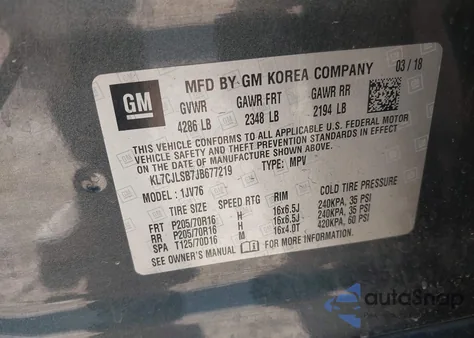 MFD BY GM KOREA COMPANY 03 / 18
GM
GVWR GAWR FRT GAWR RR
4286 LB 2348 LB 2194 LB
THIS VEHICLE CONFORMS TO ALL APPLICABLE U.S. FEDERAL MOTOR
VEHICLE SAFETY AND THEFT PREVENTION STANDARDS IN EFFECT
ON THE DATE OF MANUFACTURE SHOWN ABOVE.
KL7CJLSB7JB677219 TYPE: MPV
MODEL : 1JV76
TIRE SIZE SPEED RTG RIM COLD TIRE PRESSURE
FRT P205/70R16 H 16x6.5J 240KPA, 35 PSI
RR P205/70R16 H 16x6.5J 240KPA, 35 PSI
SPA T125/70D16 M 16x4.0T 420KPA, 60 PSI
SEE OWNER'S MANUAL FOR MORE INFORMATION
autoSnap